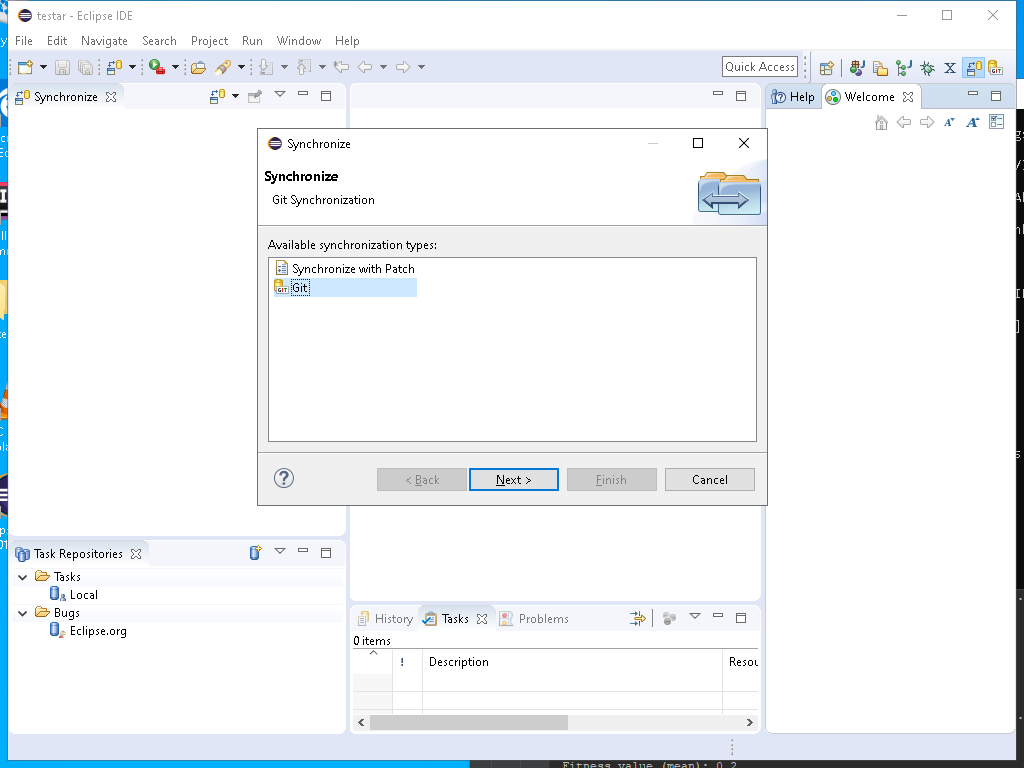 testar - Eclipse IDE
File Edit Navigate Search Project Run Window Help
Quick Access
Synchronize
Help
Welcome
Synchronize
Synchronize
Git Synchronization
Available synchronization types:
Synchronize with Patch
Git
< Back
Next >
Finish
Cancel
Task Repositories
Tasks
Local
Bugs
Eclipse.org
History
Tasks
Problems
0 items
! Description Resou
Fitness value (mean): 0.2